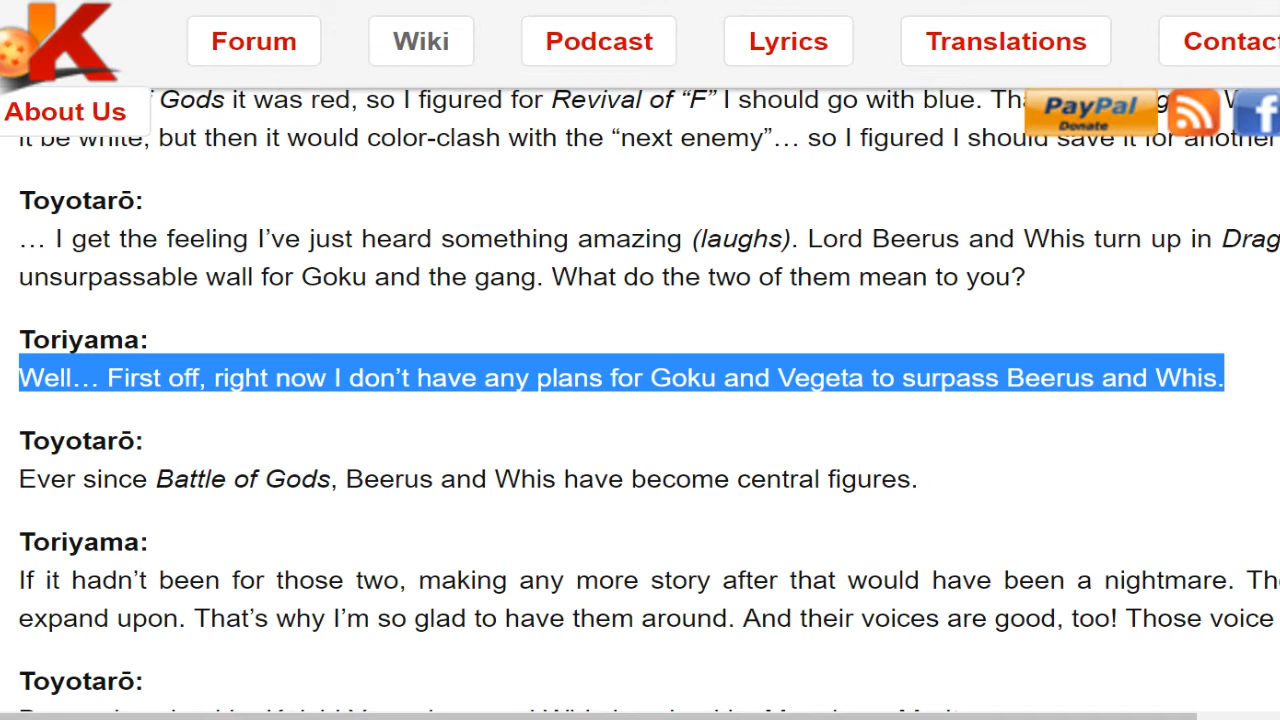 K
Forum
Wiki
Podcast
Lyrics
Translations
Contact
About Us
PayPal
Donate
f
Gods it was red, so I figured for Revival of “F” I should go with blue.
it be white, but then it would color-clash with the “next enemy”… so I figured I should save it for another
Toyotarō:
… I get the feeling I’ve just heard something amazing (laughs). Lord Beerus and Whis turn up in Drag
unsurpassable wall for Goku and the gang. What do the two of them mean to you?
Toriyama:
Well… First off, right now I don’t have any plans for Goku and Vegeta to surpass Beerus and Whis.
Toyotarō:
Ever since Battle of Gods, Beerus and Whis have become central figures.
Toriyama:
If it hadn’t been for those two, making any more story after that would have been a nightmare.
expand upon. That’s why I’m so glad to have them around. And their voices are good, too! Those voice
Toyotarō: